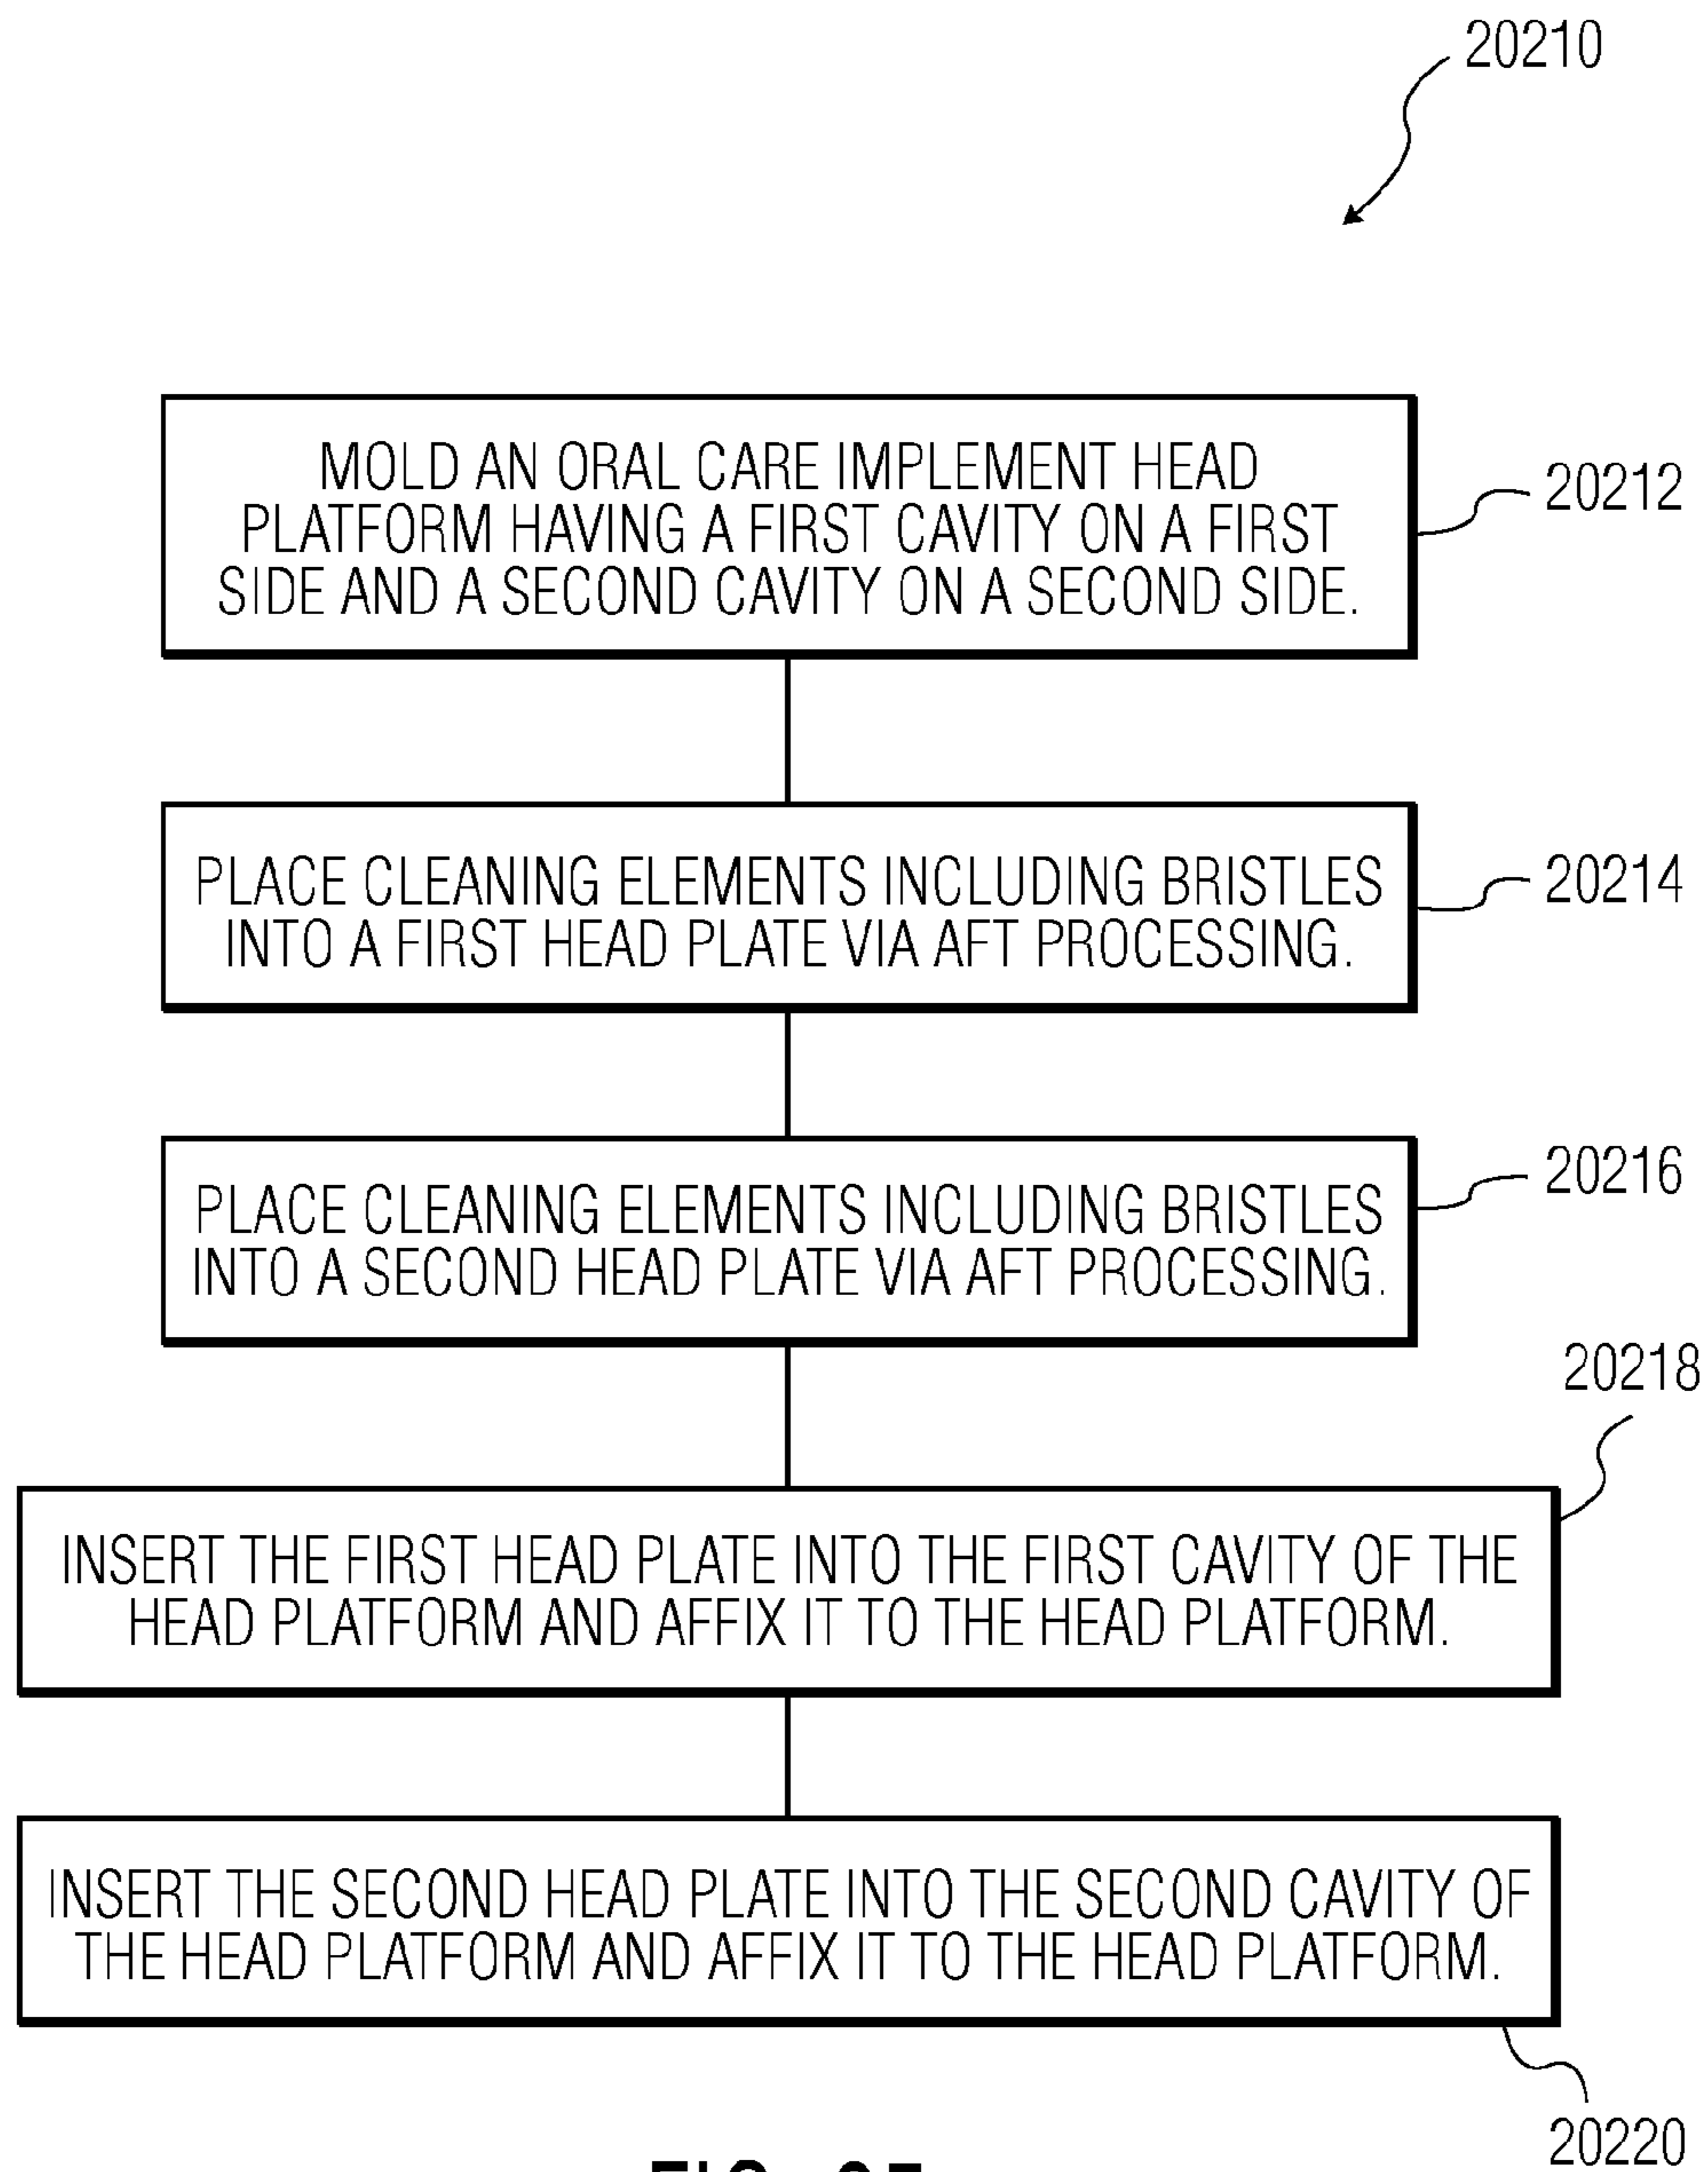 20210
MOLD AN ORAL CARE IMPLEMENT HEAD
PLATFORM HAVING A FIRST CAVITY ON A FIRST
SIDE AND A SECOND CAVITY ON A SECOND SIDE.
20212
PLACE CLEANING ELEMENTS INCLUDING BRISTLES
INTO A FIRST HEAD PLATE VIA AFT PROCESSING.
20214
PLACE CLEANING ELEMENTS INCLUDING BRISTLES
INTO A SECOND HEAD PLATE VIA AFT PROCESSING.
20216
20218
INSERT THE FIRST HEAD PLATE INTO THE FIRST CAVITY OF THE
HEAD PLATFORM AND AFFIX IT TO THE HEAD PLATFORM.
INSERT THE SECOND HEAD PLATE INTO THE SECOND CAVITY OF
THE HEAD PLATFORM AND AFFIX IT TO THE HEAD PLATFORM.
20220